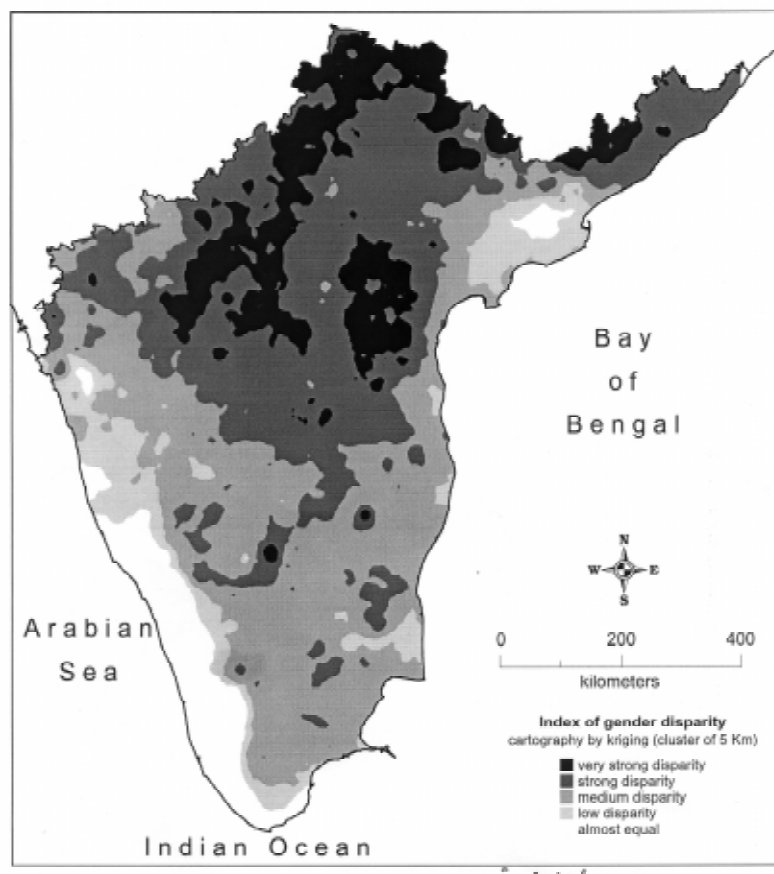 Bay
of
Bengal
N
W E
S
Arabian
Sea
0 200 400
kilometers
Index of gender disparity
cartography by kriging (cluster of 5 Km)
very strong disparity
strong disparity
medium disparity
low disparity
almost equal
Indian Ocean